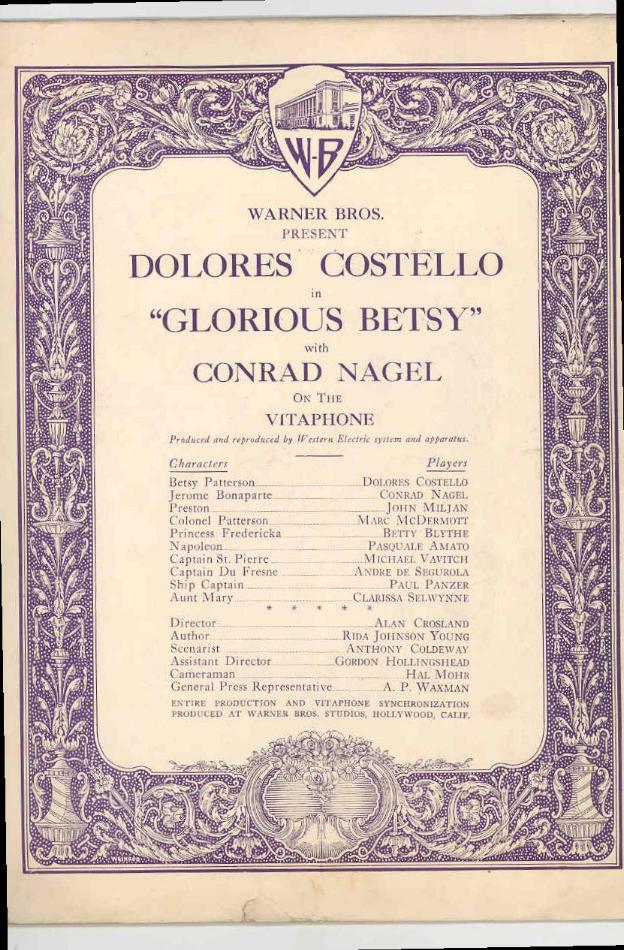 W-B
WARNER BROS.
PRESENT
DOLORES COSTELLO
in
"GLORIOUS BETSY"
with
CONRAD NAGEL
ON THE
VITAPHONE
Produced and reproduced by Western Electric system and apparatus.
Characters Players
Betsy Patterson DOLORES COSTELLO
Jerome Bonaparte CONRAD NAGEL
Preston JOHN MILJAN
Colonel Patterson MARC MCDERMOTT
Princess Fredericka BETTY BLYTHE
Napoleon PASQUALE AMATO
Captain St. Pierre MICHAEL VAVITCH
Captain Du Fresne ANDRE DE SEGUROLA
Ship Captain PAUL PANZER
Aunt Mary CLARISSA SELWYNNE
* * * * *
Director ALAN CROSLAND
Author RIDA JOHNSON YOUNG
Scenarist ANTHONY COLDEWAY
Assistant Director GORDON HOLLINGSHEAD
Cameraman HAL MOHR
General Press Representative A. P. WAXMAN
ENTIRE PRODUCTION AND VITAPHONE SYNCHRONIZATION
PRODUCED AT WARNER BROS. STUDIOS, HOLLYWOOD, CALIF.